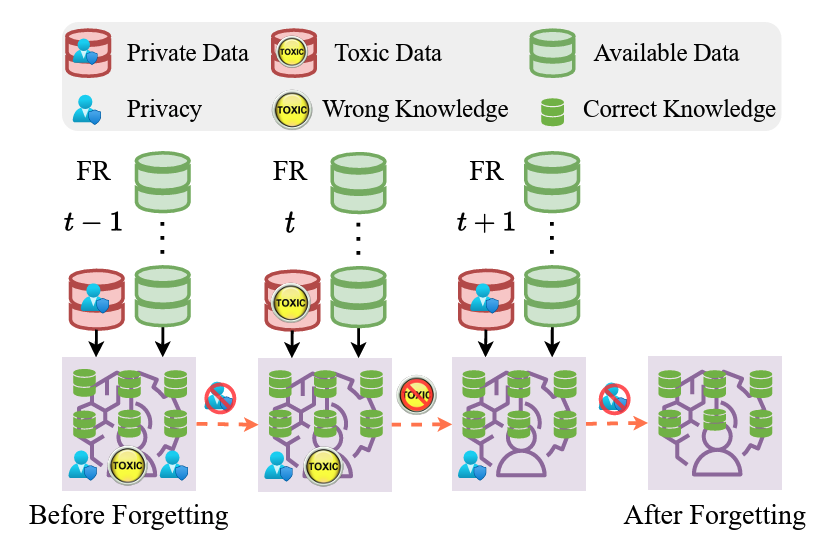 Private Data
TOXIC
Toxic Data
Available Data
Privacy
TOXIC
Wrong Knowledge
Correct Knowledge
FR
FR
FR
t − 1
t
t + 1
TOXIC
TOXIC
TOXIC
TOXIC
Before Forgetting
After Forgetting